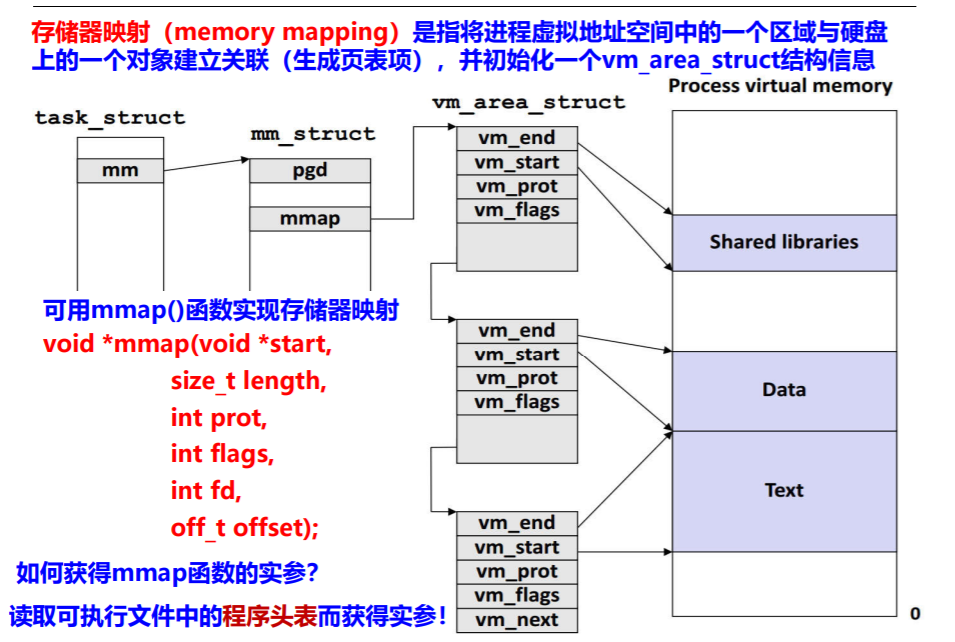 存储器映射（memory mapping）是指将进程虚拟地址空间中的一个区域与硬盘
上的一个对象建立关联（生成页表项），并初始化一个vm_area_struct结构信息
Process virtual memory
vm_area_struct
task_struct
mm_struct
mm
pgd
mmap
vm_end
vm_start
vm_prot
vm_flags
Shared libraries
可用mmap()函数实现存储器映射
void *mmap(void *start,
size_t length,
int prot,
int flags,
int fd,
off_t offset);
vm_end
vm_start
vm_prot
vm_flags
Data
Text
vm_end
vm_start
vm_prot
vm_flags
vm_next
0
如何获得mmap函数的实参？
读取可执行文件中的程序头表而获得实参！